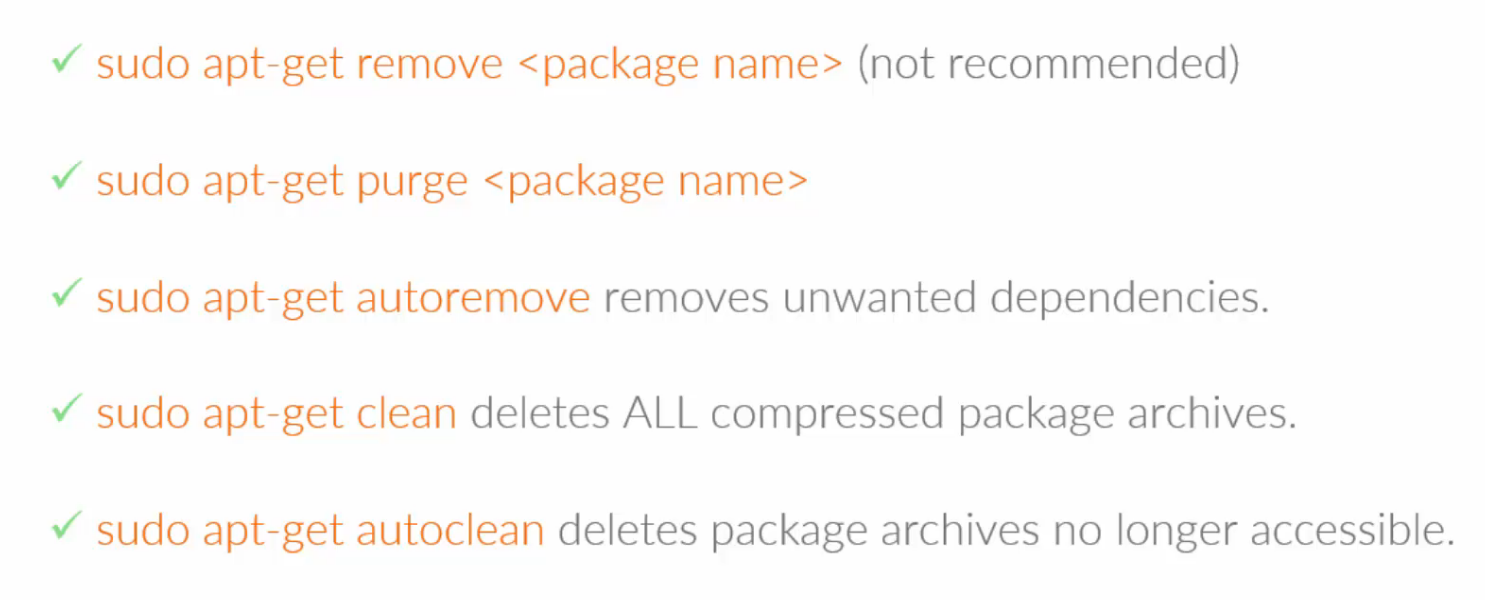 ✓ sudo apt-get remove <package name> (not recommended)
✓ sudo apt-get purge <package name>
✓ sudo apt-get autoremove removes unwanted dependencies.
✓ sudo apt-get clean deletes ALL compressed package archives.
✓ sudo apt-get autoclean deletes package archives no longer accessible.